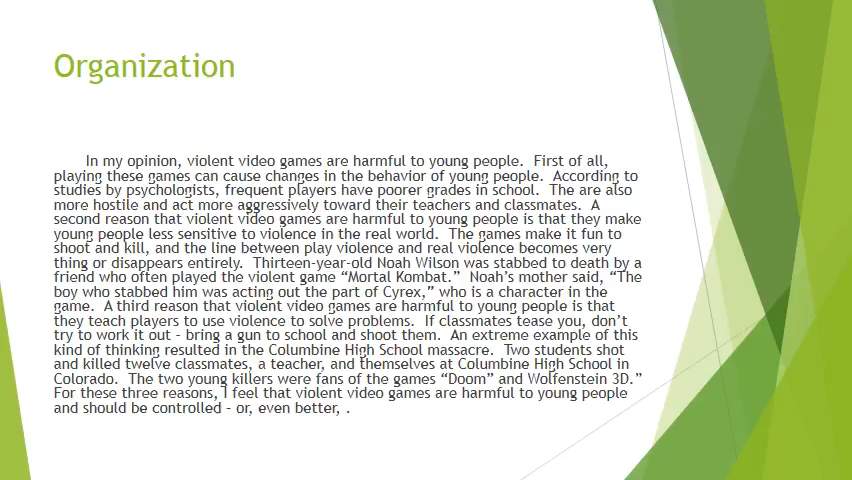 Organization
In my opinion, violent video games are harmful to young people.  First of all,
playing these games can cause changes in the behavior of young people.  According to
studies by psychologists, frequent players have poorer grades in school.  The are also
more hostile and act more aggressively toward their teachers and classmates.  A
second reason that violent video games are harmful to young people is that they make
young people less sensitive to violence in the real world.  The games make it fun to
shoot and kill, and the line between play violence and real violence becomes very
thing or disappears entirely.  Thirteen-year-old Noah Wilson was stabbed to death by a
friend who often played the violent game “Mortal Kombat.”  Noah’s mother said, “The
boy who stabbed him was acting out the part of Cyrex,” who is a character in the
game.  A third reason that violent video games are harmful to young people is that
they teach players to use violence to solve problems.  If classmates tease you, don’t
try to work it out – bring a gun to school and shoot them.  An extreme example of this
kind of thinking resulted in the Columbine High School massacre.  Two students shot
and killed twelve classmates, a teacher, and themselves at Columbine High School in
Colorado.  The two young killers were fans of the games “Doom” and Wolfenstein 3D.”
For these three reasons, I feel that violent video games are harmful to young people
and should be controlled – or, even better, .